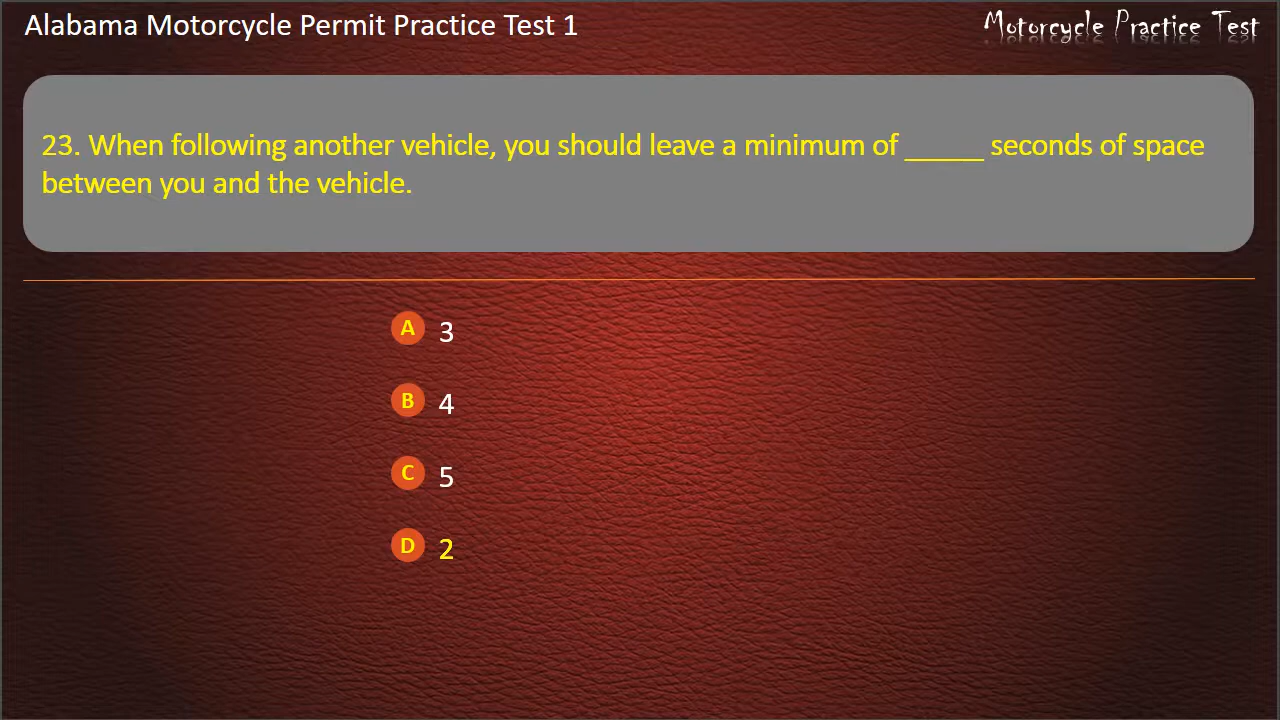 Alabama Motorcycle Permit Practice Test 1
Motorcycle Practice Test
23. When following another vehicle, you should leave a minimum of _____ seconds of space
between you and the vehicle.
A 3
B 4
C 5
D 2